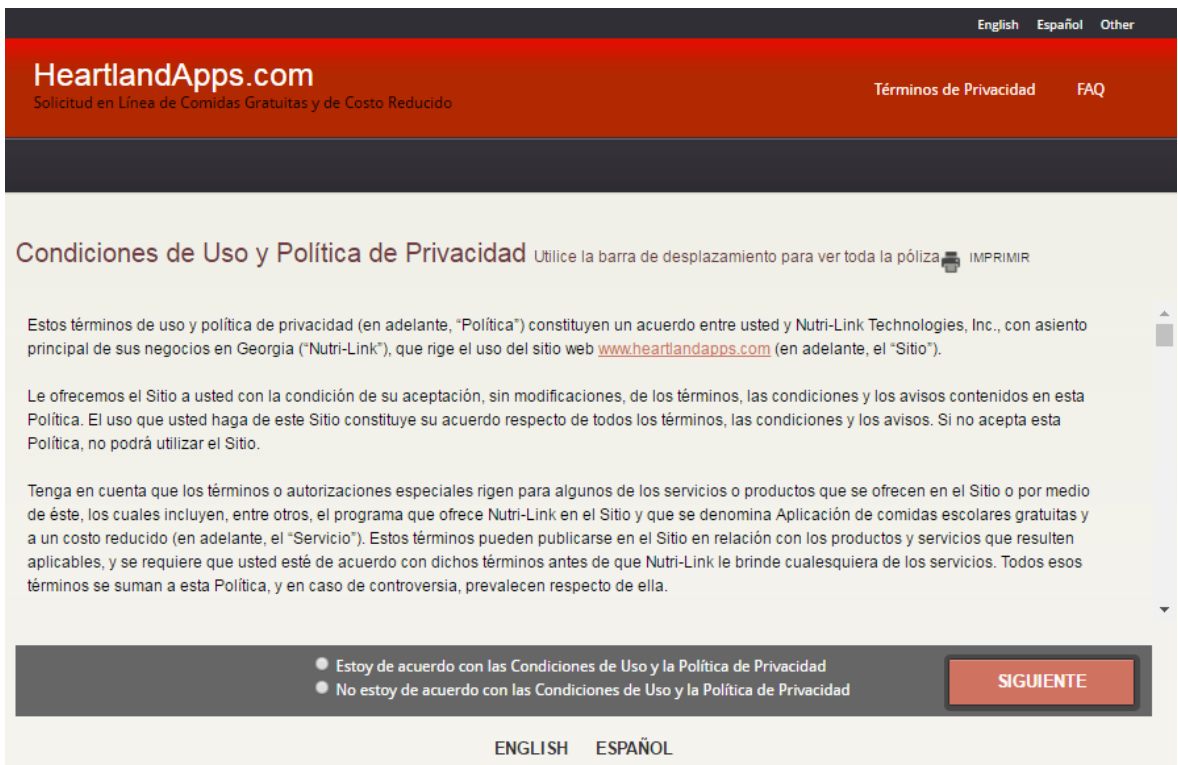 English Español Other
HeartlandApps.com
Solicitud en Línea de Comidas Gratuitas y de Costo Reducido
Términos de Privacidad FAQ
Condiciones de Uso y Política de Privacidad Utilice la barra de desplazamiento para ver toda la póliza IMPRIMIR
Estos términos de uso y política de privacidad (en adelante, “Política”) constituyen un acuerdo entre usted y Nutri-Link Technologies, Inc., con asiento
principal de sus negocios en Georgia (“Nutri-Link”), que rige el uso del sitio web www.heartlandapps.com (en adelante, el “Sitio”).
Le ofrecemos el Sitio a usted con la condición de su aceptación, sin modificaciones, de los términos, las condiciones y los avisos contenidos en esta
Política. El uso que usted haga de este Sitio constituye su acuerdo respecto de todos los términos, las condiciones y los avisos. Si no acepta esta
Política, no podrá utilizar el Sitio.
Tenga en cuenta que los términos o autorizaciones especiales rigen para algunos de los servicios o productos que se ofrecen en el Sitio o por medio
de éste, los cuales incluyen, entre otros, el programa que ofrece Nutri-Link en el Sitio y que se denomina Aplicación de comidas escolares gratuitas y
a un costo reducido (en adelante, el “Servicio”). Estos términos pueden publicarse en el Sitio en relación con los productos y servicios que resulten
aplicables, y se requiere que usted esté de acuerdo con dichos términos antes de que Nutri-Link le brinde cualesquiera de los servicios. Todos esos
términos se suman a esta Política, y en caso de controversia, prevalecen respecto de ella.
Estoy de acuerdo con las Condiciones de Uso y la Política de Privacidad
No estoy de acuerdo con las Condiciones de Uso y la Política de Privacidad
SIGUIENTE
ENGLISH ESPAÑOL